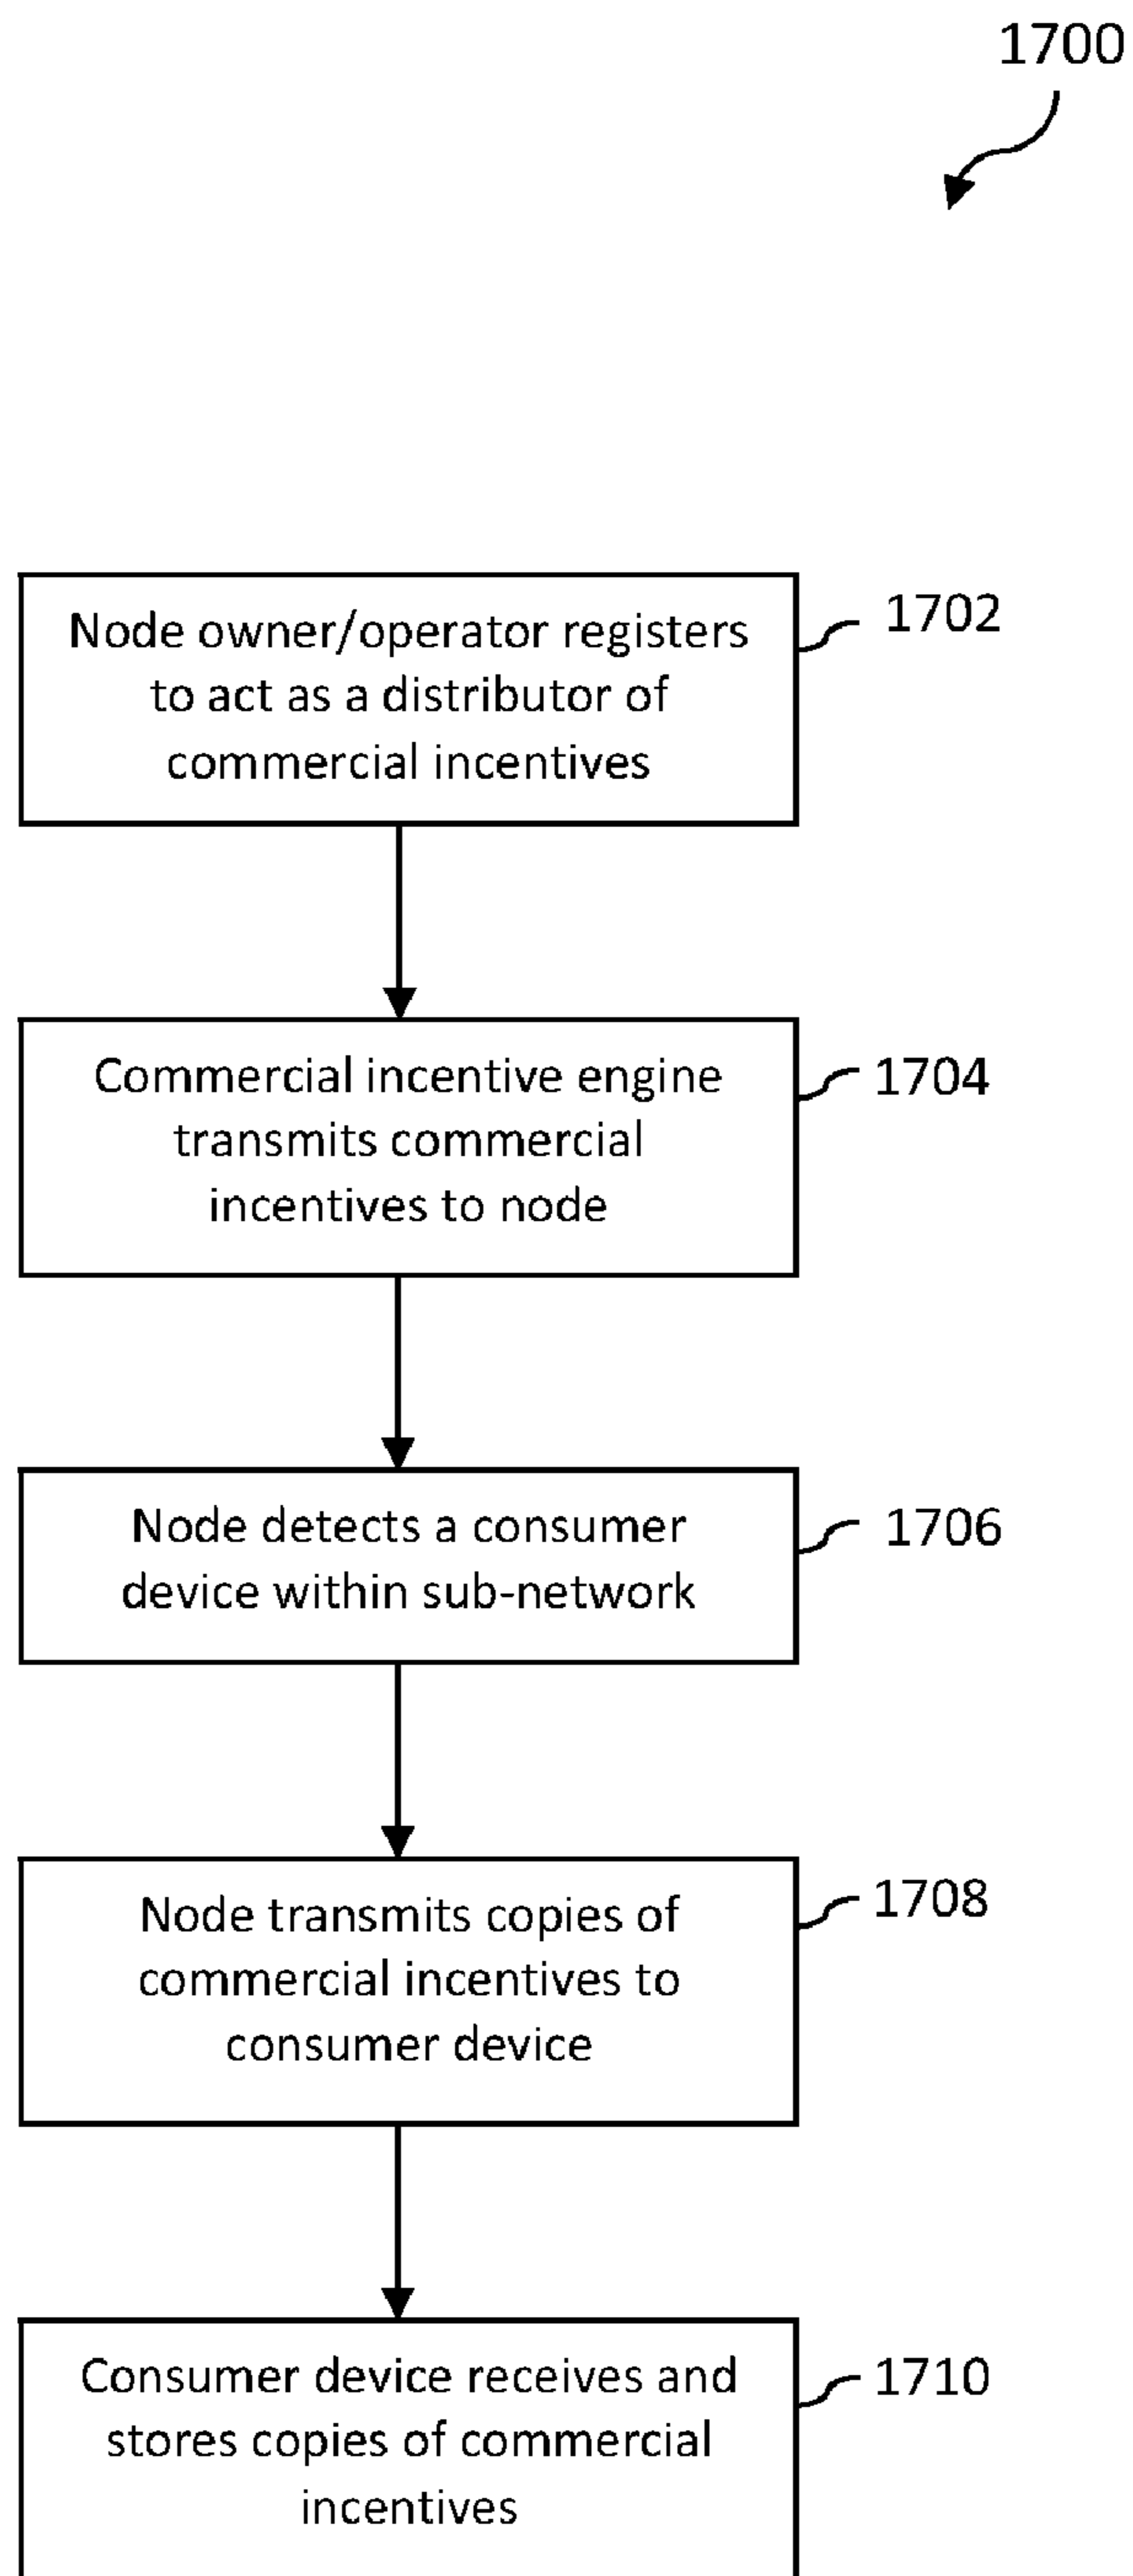 1700
Node owner/operator registers
to act as a distributor of
commercial incentives
1702
Commercial incentive engine
transmits commercial
incentives to node
1704
Node detects a consumer
device within sub-network
1706
Node transmits copies of
commercial incentives to
consumer device
1708
Consumer device receives and
stores copies of commercial
incentives
1710